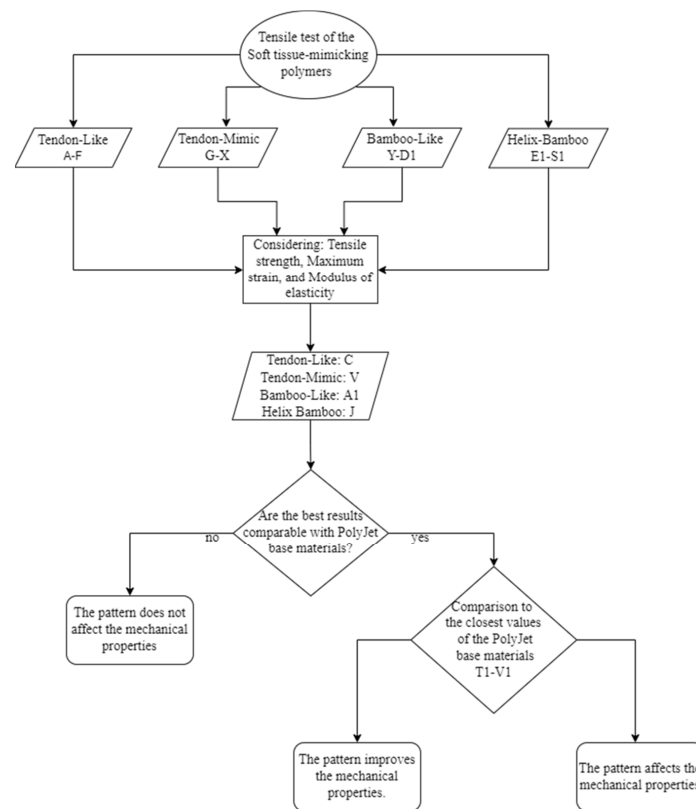 Tensile test of the
Soft tissue-mimicking
polymers
Tendon-Like
A-F
Tendon-Mimic
G-X
Bamboo-Like
Y-D1
Helix-Bamboo
E1-S1
Considering: Tensile
strength, Maximum
strain, and Modulus of
elasticity
Tendon-Like: C
Tendon-Mimic: V
Bamboo-Like: A1
Helix Bamboo: J
Are the best results
comparable with PolyJet
base materials?
no
yes
The pattern does not
affect the mechanical
properties
Comparison to
the closest values
of the PolyJet
base materials
T1-V1
The pattern improves
the mechanical
properties.
The pattern affects the
mechanical properties